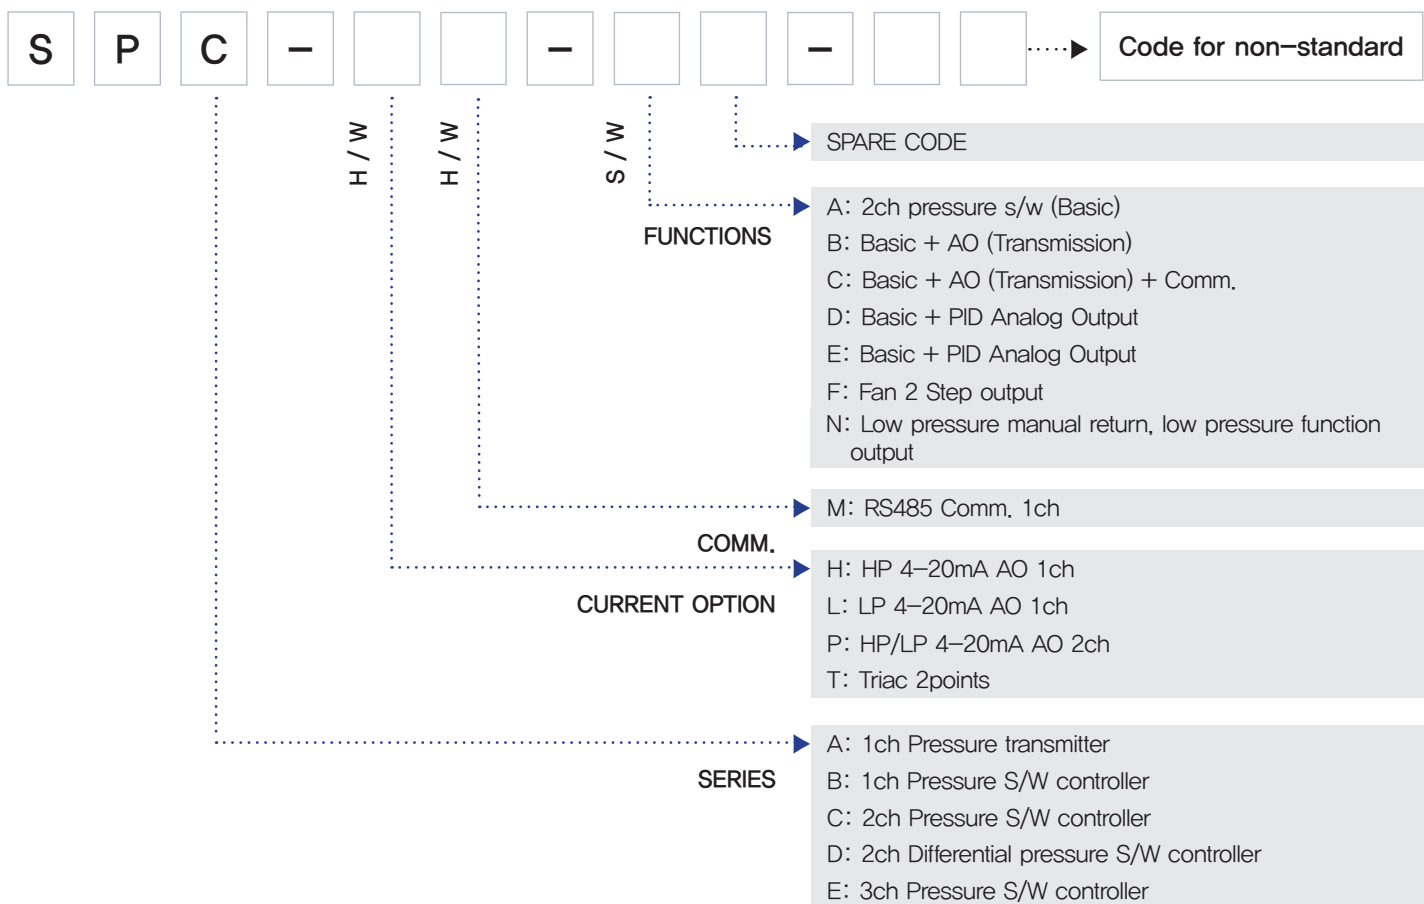 S P C - - -
Code for non-standard
H / W
H / W
S / W
SPARE CODE
FUNCTIONS
A: 2ch pressure s/w (Basic)
B: Basic + AO (Transmission)
C: Basic + AO (Transmission) + Comm.
D: Basic + PID Analog Output
E: Basic + PID Analog Output
F: Fan 2 Step output
N: Low pressure manual return, low pressure function
output
COMM.
M: RS485 Comm. 1ch
CURRENT OPTION
H: HP 4-20mA AO 1ch
L: LP 4-20mA AO 1ch
P: HP/LP 4-20mA AO 2ch
T: Triac 2points
SERIES
A: 1ch Pressure transmitter
B: 1ch Pressure S/W controller
C: 2ch Pressure S/W controller
D: 2ch Differential pressure S/W controller
E: 3ch Pressure S/W controller